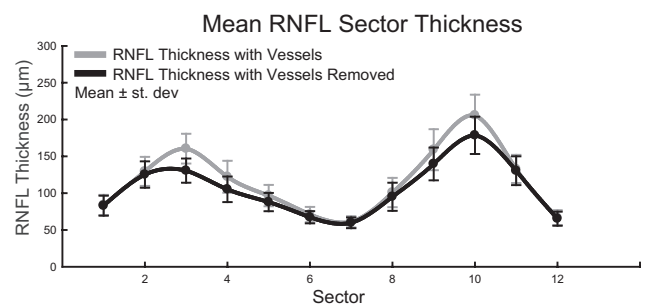 Mean RNFL Sector Thickness
RNFL Thickness (μm)
300
250
200
150
100
50
0
RNFL Thickness with Vessels
RNFL Thickness with Vessels Removed
Mean ± st. dev
2 4 6 8 10 12
Sector